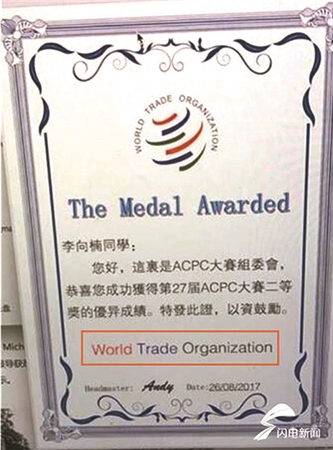 WORLD TRADE ORGANIZATION
The Medal Awarded
李向楠同學：
您好，這裏是ACPC大賽組委會，
恭喜您成功獲得第27届ACPC大賽二等
獎的優异成績。特發此證，以資鼓勵。
World Trade Organization
Headmaster: Andy Date:26/08/2017
Mich
闪电新闻